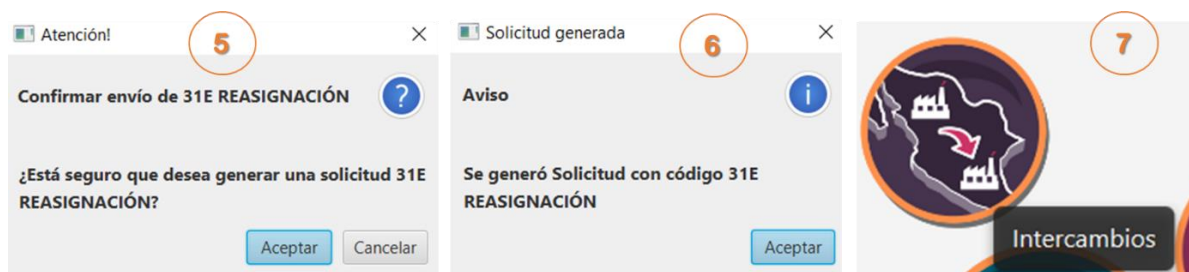 Atención!
5
Confirmar envío de 31E REASIGNACIÓN
?
¿Está seguro que desea generar una solicitud 31E
REASIGNACIÓN?
Aceptar Cancelar
Solicitud generada
6
Aviso
i
Se generó Solicitud con código 31E
REASIGNACIÓN
Aceptar
7
Intercambios